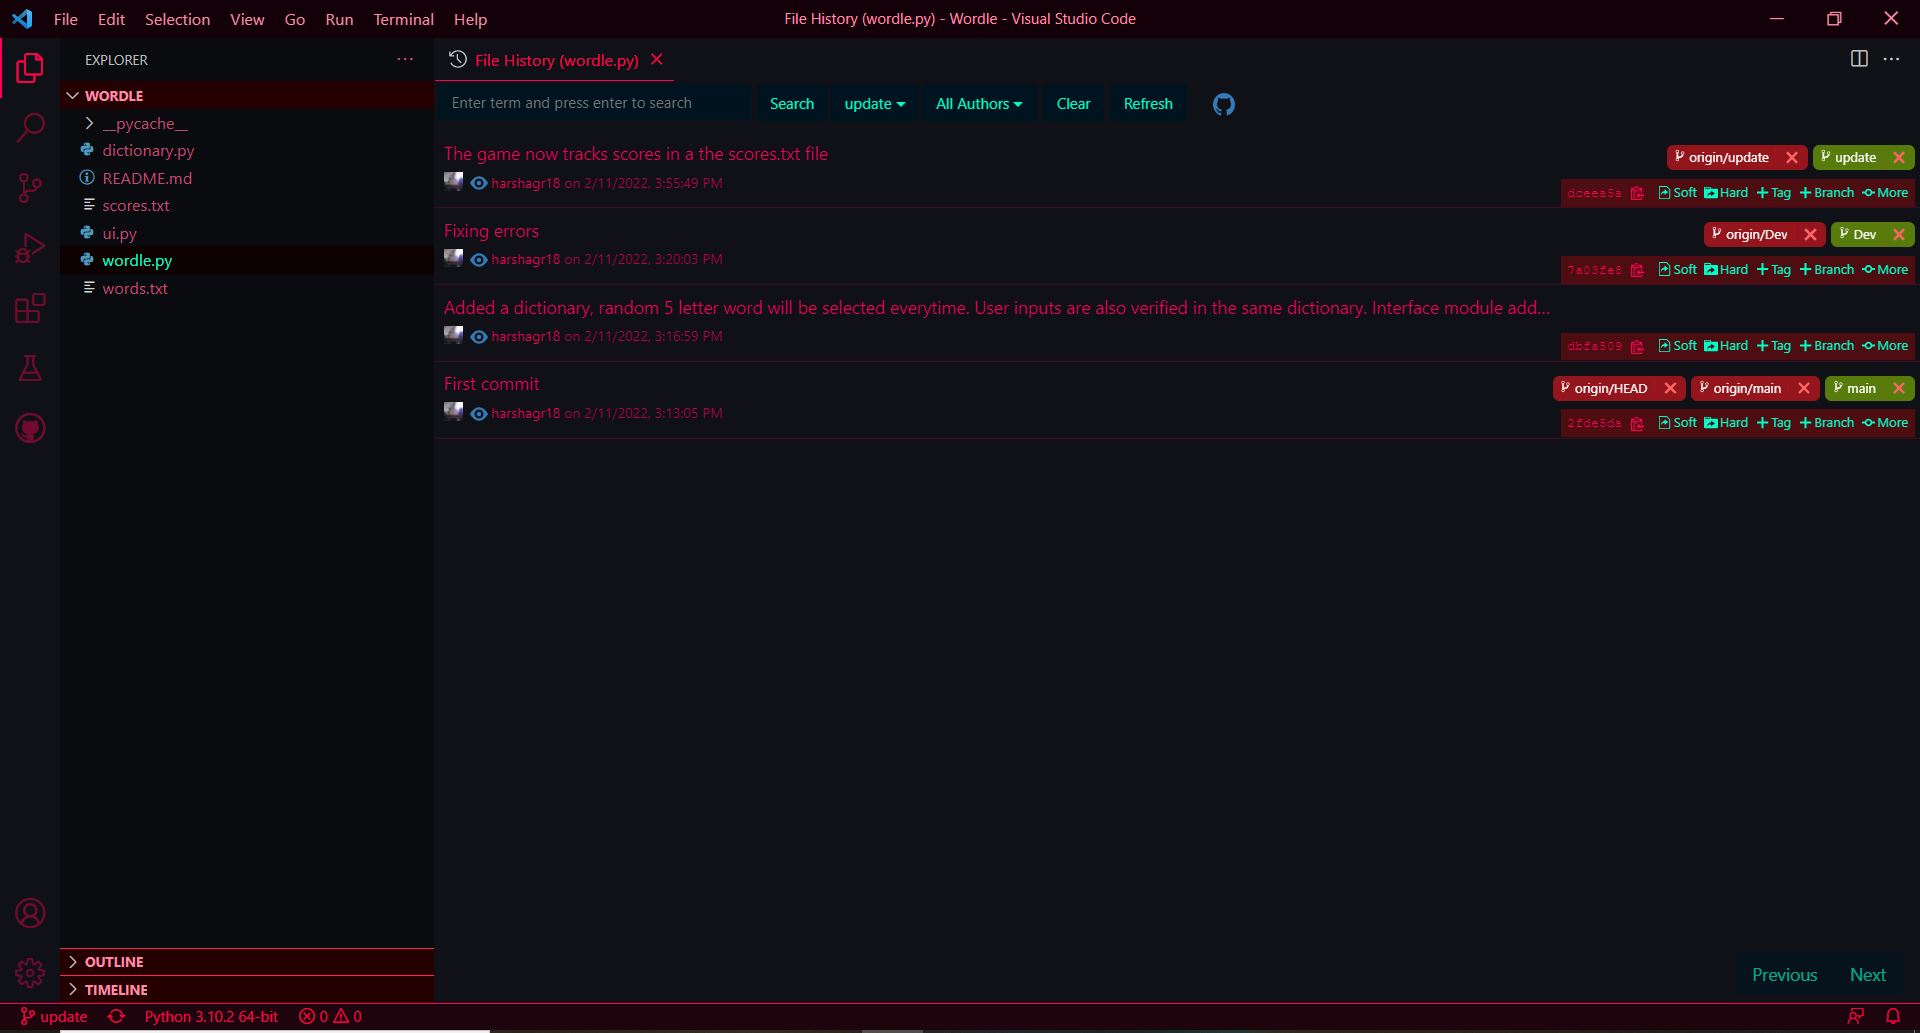 File Edit Selection View Go Run Terminal Help
File History (wordle.py) - Wordle - Visual Studio Code
EXPLORER
WORDLE
__pycache__
dictionary.py
README.md
scores.txt
ui.py
wordle.py
words.txt
OUTLINE
TIMELINE
File History (wordle.py)
Enter term and press enter to search Search update All Authors Clear Refresh
The game now tracks scores in a the scores.txt file
origin/update update
harshagr18 on 2/11/2022, 3:55:49 PM
dceea5a Soft Hard +Tag +Branch More
Fixing errors
origin/Dev Dev
harshagr18 on 2/11/2022, 3:20:03 PM
7a03fe8 Soft Hard +Tag +Branch More
Added a dictionary, random 5 letter word will be selected everytime. User inputs are also verified in the same dictionary. Interface module add...
harshagr18 on 2/11/2022, 3:16:59 PM
dbfa509 Soft Hard +Tag +Branch More
First commit
origin/HEAD origin/main main
harshagr18 on 2/11/2022, 3:13:05 PM
2fde5da Soft Hard +Tag +Branch More
Previous Next
update Python 3.10.2 64-bit 0 0